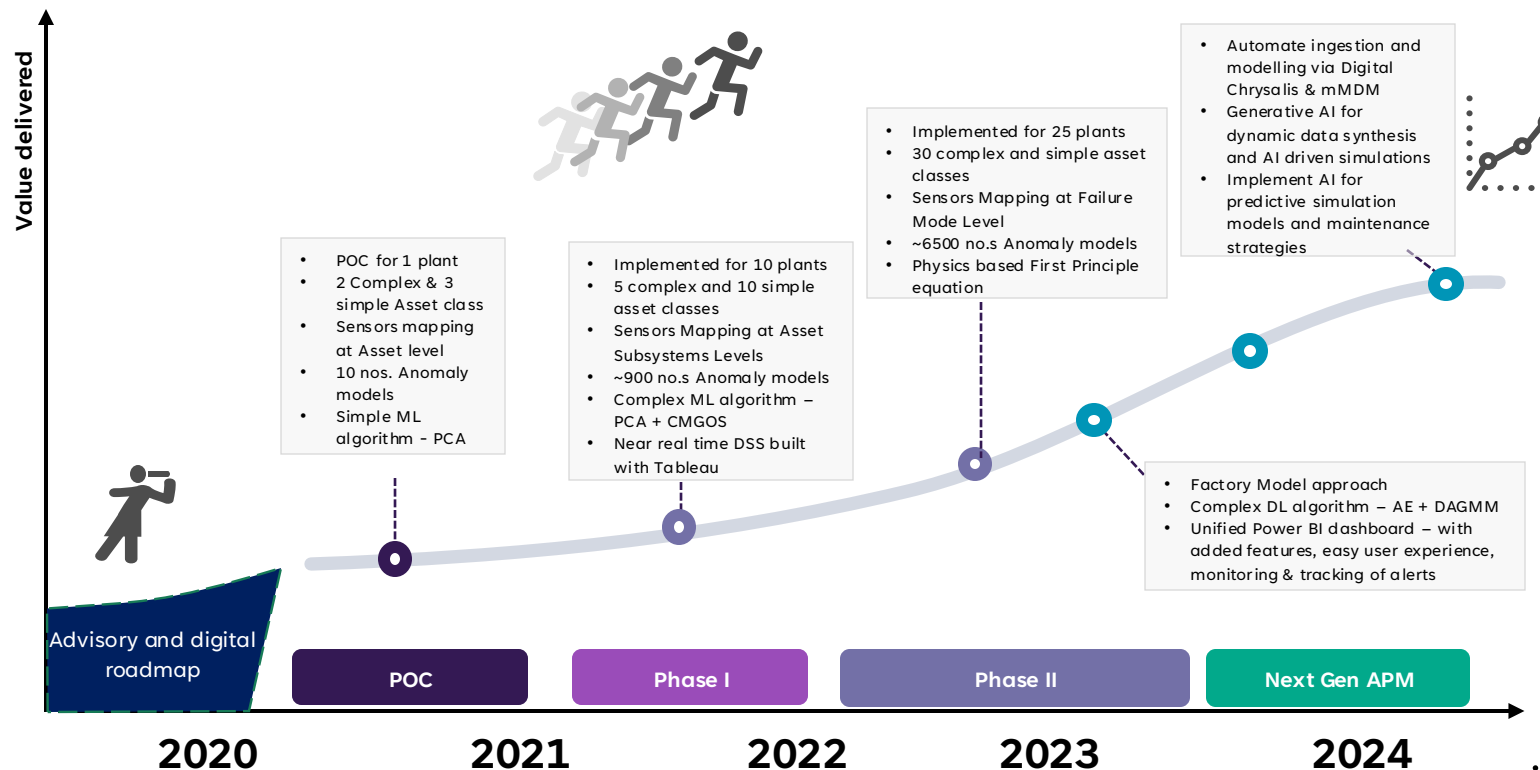 Value delivered
• POC for 1 plant
• 2 Complex & 3
simple Asset class
• Sensors mapping
at Asset level
• 10 nos. Anomaly
models
• Simple ML
algorithm - PCA
• Implemented for 10 plants
• 5 complex and 10 simple
asset classes
• Sensors Mapping at Asset
Subsystems Levels
• ~900 no.s Anomaly models
• Complex ML algorithm –
PCA + CMGOS
• Near real time DSS built
with Tableau
• Implemented for 25 plants
• 30 complex and simple asset
classes
• Sensors Mapping at Failure
Mode Level
• ~6500 no.s Anomaly models
• Physics based First Principle
equation
• Automate ingestion and
modelling via Digital
Chrysalis & mMDM
• Generative AI for
dynamic data synthesis
and AI driven simulations
• Implement AI for
predictive simulation
models and maintenance
strategies
• Factory Model approach
• Complex DL algorithm – AE + DAGMM
• Unified Power BI dashboard – with
added features, easy user experience,
monitoring & tracking of alerts
Advisory and digital
roadmap
POC
Phase I
Phase II
Next Gen APM
2020
2021
2022
2023
2024